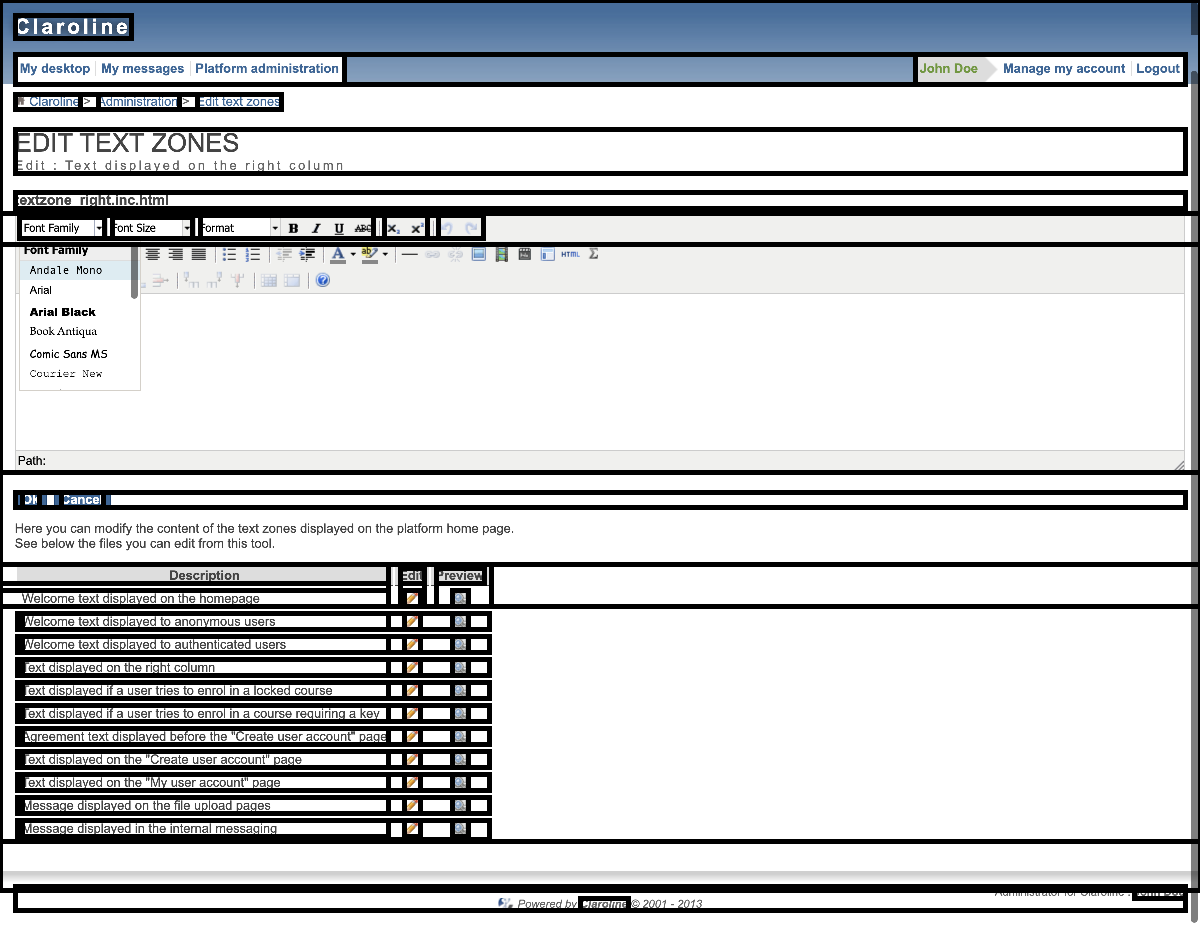 Claroline
My desktop My messages Platform administration John Doe Manage my account Logout
Claroline > Administration > Edit text zones
EDIT TEXT ZONES
Edit : Text displayed on the right column
textzone_right.inc.html
Font Family Font Size Format B I U ABC x₂ x²
Font Family A ab HTML Σ
Andale Mono
Arial
Arial Black
Book Antiqua
Comic Sans MS
Courier New
Path:
Ok Cancel
Here you can modify the content of the text zones displayed on the platform home page.
See below the files you can edit from this tool.
Description Edit Preview
Welcome text displayed on the homepage
Welcome text displayed to anonymous users
Welcome text displayed to authenticated users
Text displayed on the right column
Text displayed if a user tries to enrol in a locked course
Text displayed if a user tries to enrol in a course requiring a key
Agreement text displayed before the "Create user account" page
Text displayed on the "Create user account" page
Text displayed on the "My user account" page
Message displayed on the file upload pages
Message displayed in the internal messaging
Administrator for Claroline : John Doe
Powered by Claroline © 2001 - 2013